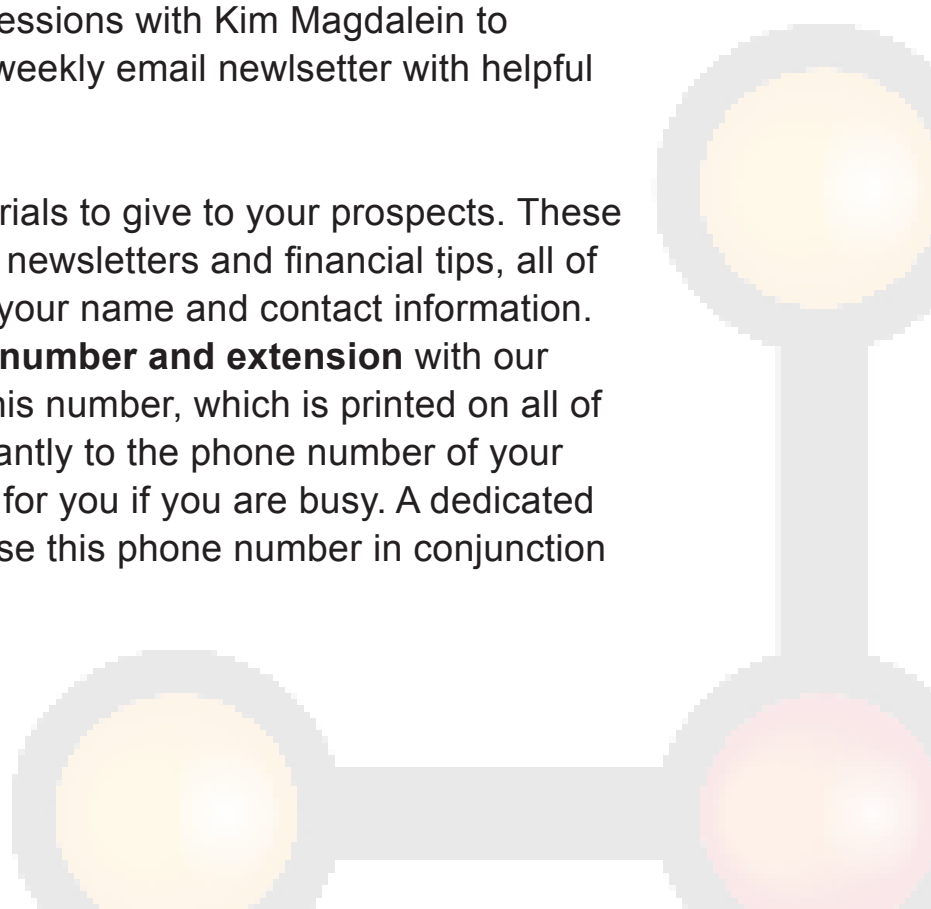 essions with Kim Magdalein to
weekly email newlsetter with helpful
rials to give to your prospects. These
newsletters and financial tips, all of
your name and contact information.
number and extension with our
his number, which is printed on all of
antly to the phone number of your
for you if you are busy. A dedicated
se this phone number in conjunction